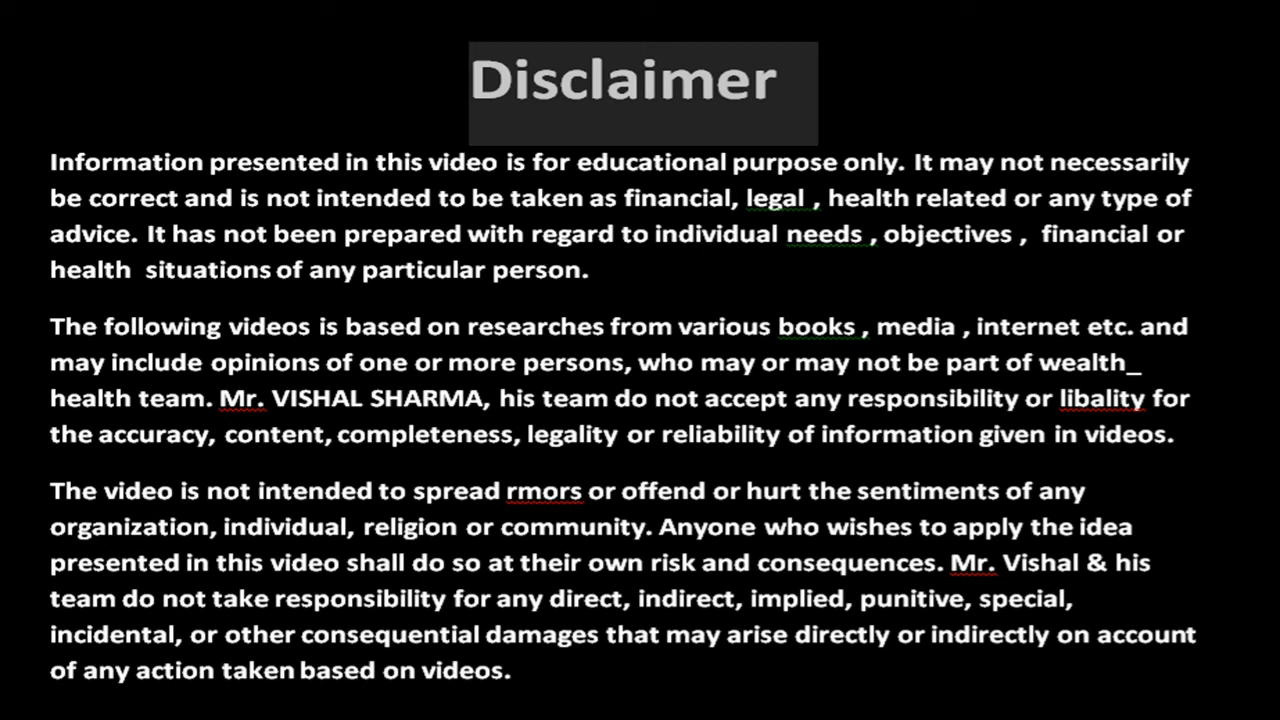 Disclaimer
Information presented in this video is for educational purpose only. It may not necessarily
be correct and is not intended to be taken as financial, legal , health related or any type of
advice. It has not been prepared with regard to individual needs , objectives ,  financial or
health  situations of any particular person.
The following videos is based on researches from various books , media , internet etc. and
may include opinions of one or more persons, who may or may not be part of wealth_
health team. Mr. VISHAL SHARMA, his team do not accept any responsibility or libality for
the accuracy, content, completeness, legality or reliability of information given in videos.
The video is not intended to spread rmors or offend or hurt the sentiments of any
organization, individual, religion or community. Anyone who wishes to apply the idea
presented in this video shall do so at their own risk and consequences. Mr. Vishal & his
team do not take responsibility for any direct, indirect, implied, punitive, special,
incidental, or other consequential damages that may arise directly or indirectly on account
of any action taken based on videos.